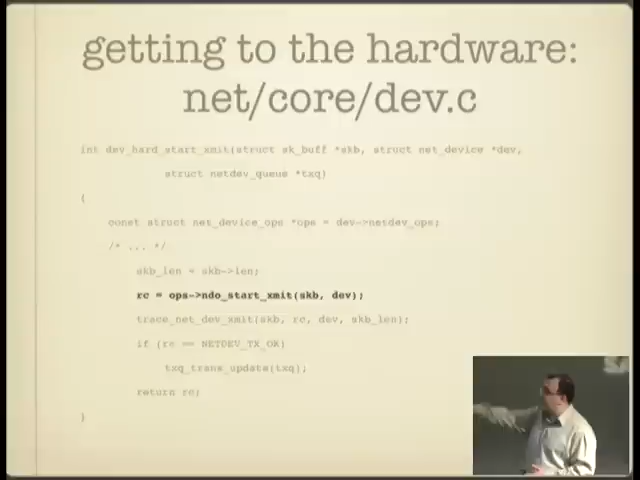 getting to the hardware:
net/core/dev.c
int dev_hard_start_xmit(struct sk_buff *skb, struct net_device *dev,
struct netdev_queue *txq)
{
const struct net_device_ops *ops = dev->netdev_ops;
/* ... */
skb_len = skb->len;
rc = ops->ndo_start_xmit(skb, dev);
trace_net_dev_xmit(skb, rc, dev, skb_len);
if (rc == NETDEV_TX_OK)
txq_trans_update(txq);
return rc;
}